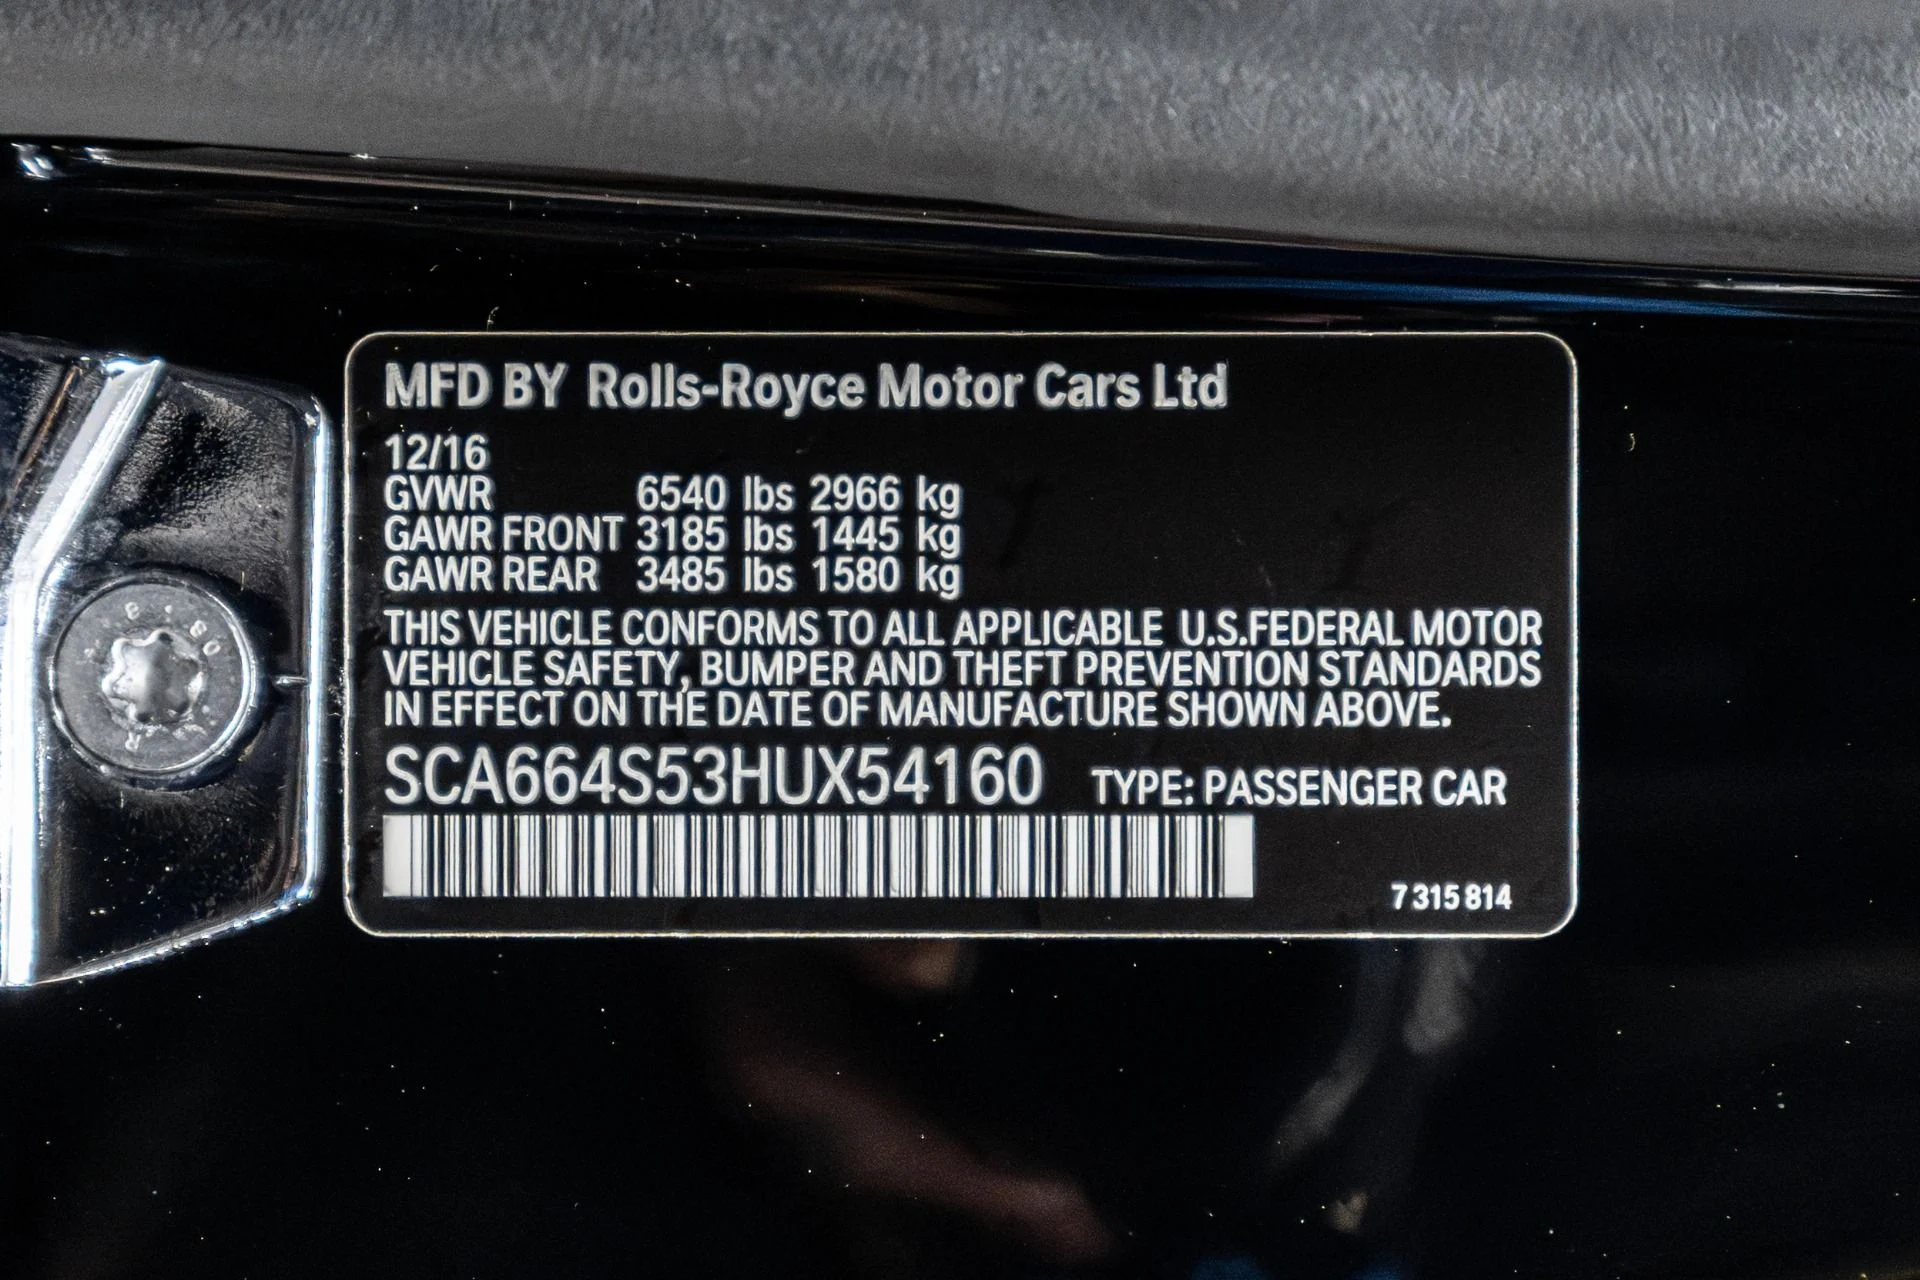 MFD BY Rolls-Royce Motor Cars Ltd
12/16
GVWR 6540 lbs 2966 kg
GAWR FRONT 3185 lbs 1445 kg
GAWR REAR 3485 lbs 1580 kg
THIS VEHICLE CONFORMS TO ALL APPLICABLE U.S.FEDERAL MOTOR
VEHICLE SAFETY, BUMPER AND THEFT PREVENTION STANDARDS
IN EFFECT ON THE DATE OF MANUFACTURE SHOWN ABOVE.
SCA664S53HUX54160 TYPE: PASSENGER CAR
7 315 814